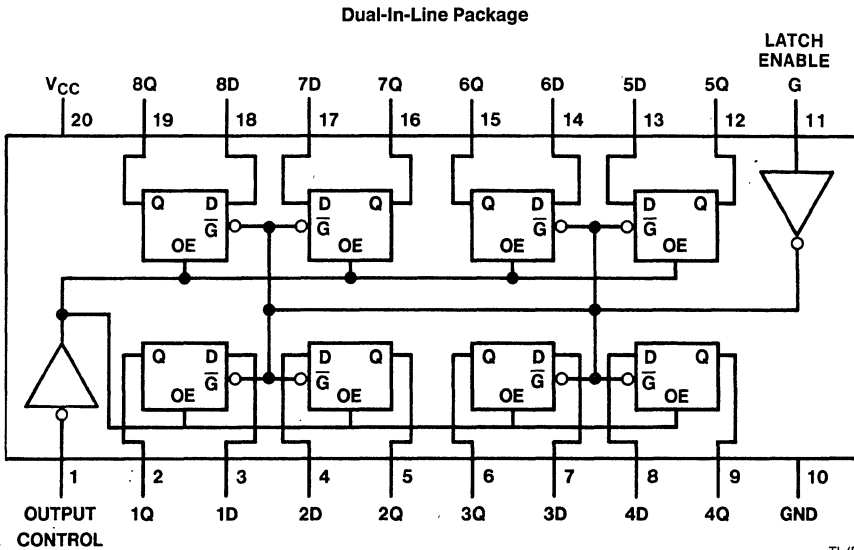 Dual-In-Line Package
LATCH
ENABLE
VCC 8Q 8D 7D 7Q 6Q 6D 5D 5Q G
20 19 18 17 16 15 14 13 12 11
Q D D Q Q D D Q
G G G G
OE OE OE OE
Q D D Q Q D D Q
G G G G
OE OE OE OE
1 2 3 4 5 6 7 8 9 10
OUTPUT 1Q 1D 2D 2Q 3Q 3D 4D 4Q GND
CONTROL